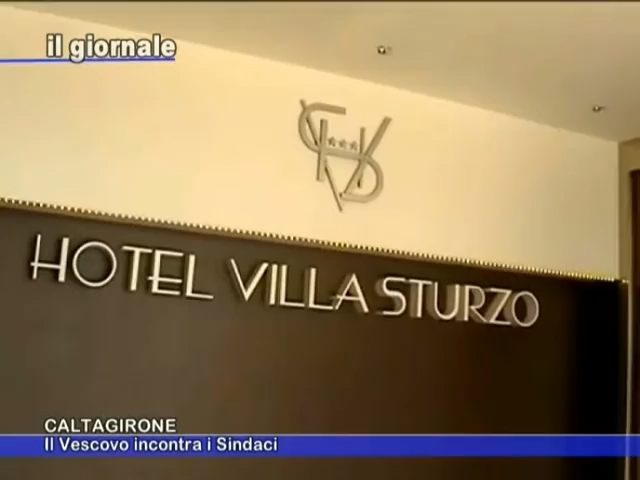 il giornale
HOTEL VILLA STURZO
CALTAGIRONE
Il Vescovo incontra i Sindaci